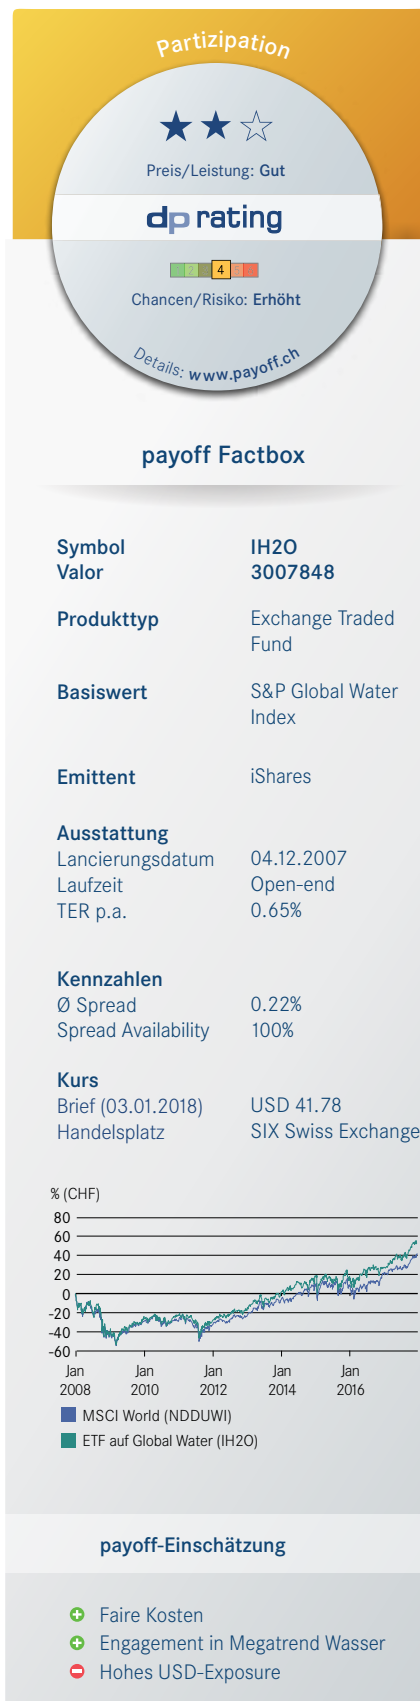 Partizipation
Preis/Leistung: Gut
dp rating
2 3 4 5
Chancen/Risiko: Erhöht
Details: www.payoff.ch
payoff Factbox
Symbol IH2O
Valor 3007848
Produkttyp Exchange Traded
Fund
Basiswert S&P Global Water
Index
Emittent iShares
Ausstattung
Lancierungsdatum 04.12.2007
Laufzeit Open-end
TER p.a. 0.65%
Kennzahlen
Ø Spread 0.22%
Spread Availability 100%
Kurs
Brief (03.01.2018) USD 41.78
Handelsplatz SIX Swiss Exchange
% (CHF)
80
60
40
20
0
-20
-40
-60
Jan Jan Jan Jan Jan
2008 2010 2012 2014 2016
MSCI World (NDDUWI)
ETF auf Global Water (IH2O)
payoff-Einschätzung
Faire Kosten
Engagement in Megatrend Wasser
Hohes USD-Exposure